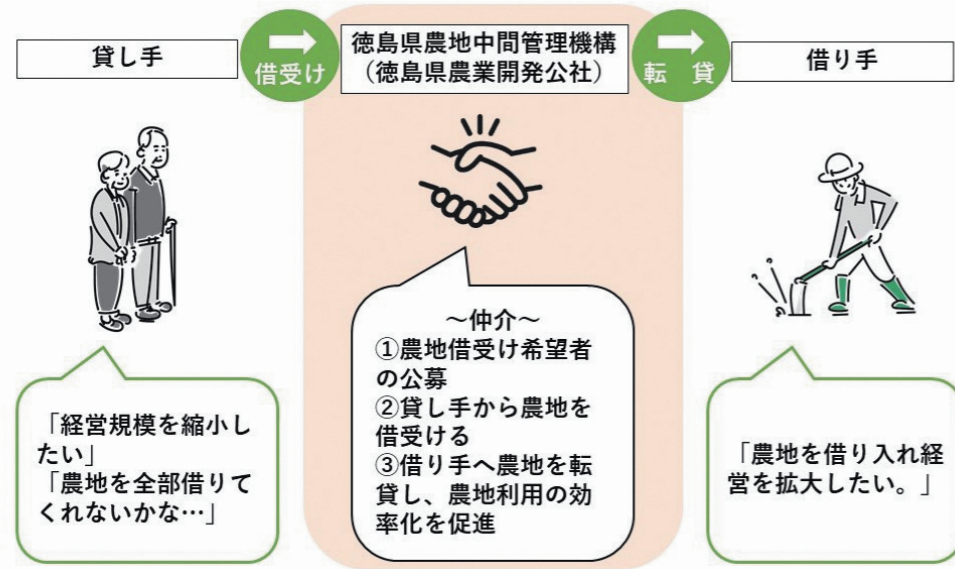 貸し手
借受け
徳島県農地中間管理機構
（徳島県農業開発公社）
転　貸
借り手
～仲介～
①農地借受け希望者
の公募
②貸し手から農地を
借受ける
③借り手へ農地を転
貸し、農地利用の効
率化を促進
「経営規模を縮小し
たい」
「農地を全部借りて
くれないかな…」
「農地を借り入れ経
営を拡大したい。」